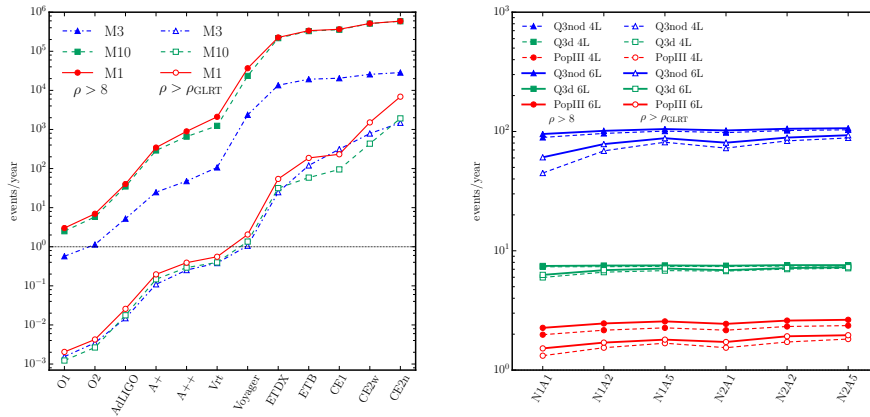 10^6
10^5
10^4
10^3
10^2
10^1
10^0
10^-1
10^-2
10^-3
events/year
M3 M3
M10 M10
M1 M1
ρ > 8 ρ > ρGLRT
O1 O2 AdLIGO A+ A++ Vrt Voyager ETDX ETB CE1 CE2w CE2n
10^3
10^2
10^1
10^0
events/year
Q3nod 4L Q3nod 4L
Q3d 4L Q3d 4L
PopIII 4L PopIII 4L
Q3nod 6L Q3nod 6L
Q3d 6L Q3d 6L
PopIII 6L PopIII 6L
ρ > 8 ρ > ρGLRT
N1A1 N1A2 N1A5 N2A1 N2A2 N2A5